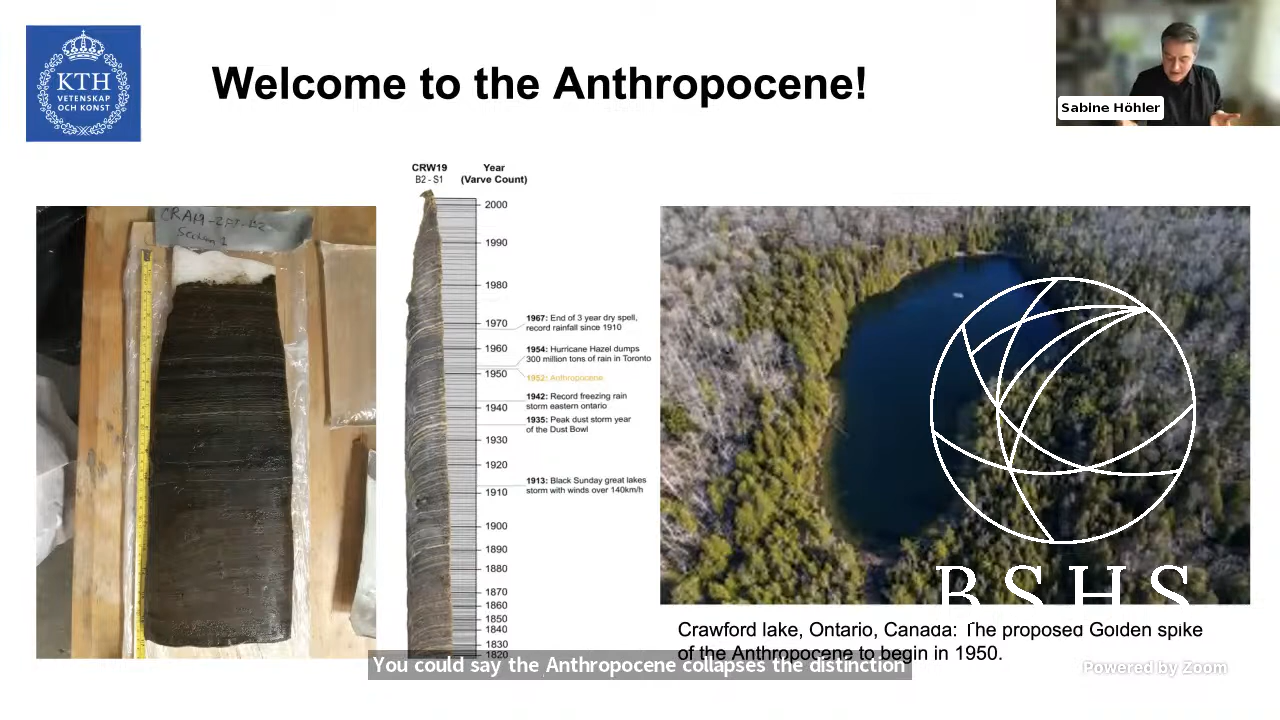 KTH
VETENSKAP
OCH KONST
Welcome to the Anthropocene!
Sabine Höhler
CRW19
B2 - S1
Year
(Varve Count)
2000
1990
1980
1970
1967: End of 3 year dry spell,
record rainfall since 1910
1960
1954: Hurricane Hazel dumps
300 million tons of rain in Toronto
1950
1952: Anthropocene
1942: Record freezing rain
storm eastern ontario
1940
1935: Peak dust storm year
of the Dust Bowl
1930
1920
1913: Black Sunday great lakes
storm with winds over 140km/h
1910
1900
1890
1880
1870
1860
1850
1840
1830
1820
Section 1
BSHS
Crawford lake, Ontario, Canada: The proposed Golden spike
of the Anthropocene to begin in 1950.
You could say the Anthropocene collapses the distinction
Powered by Zoom